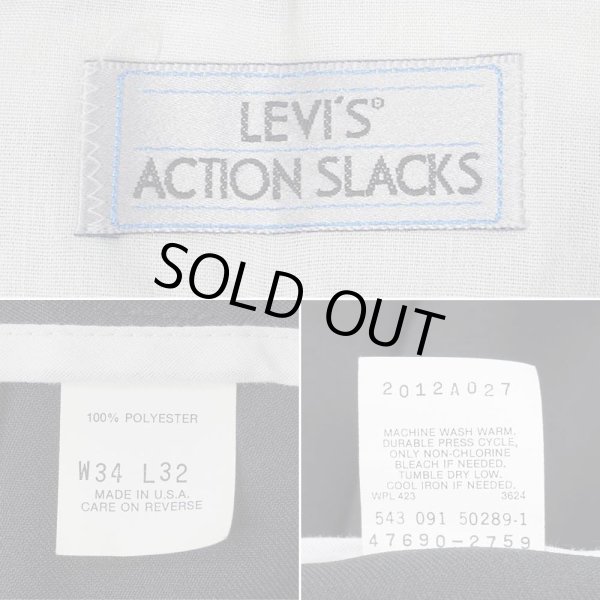 LEVI'S®
ACTION SLACKS
SOLD OUT
100% POLYESTER
W34 L32
MADE IN U.S.A.
CARE ON REVERSE
2012A027
MACHINE WASH WARM.
DURABLE PRESS CYCLE,
ONLY NON-CHLORINE
BLEACH IF NEEDED.
TUMBLE DRY LOW.
COOL IRON IF NEEDED.
WPL 423 3624
543 091 50289-1
47690-2759